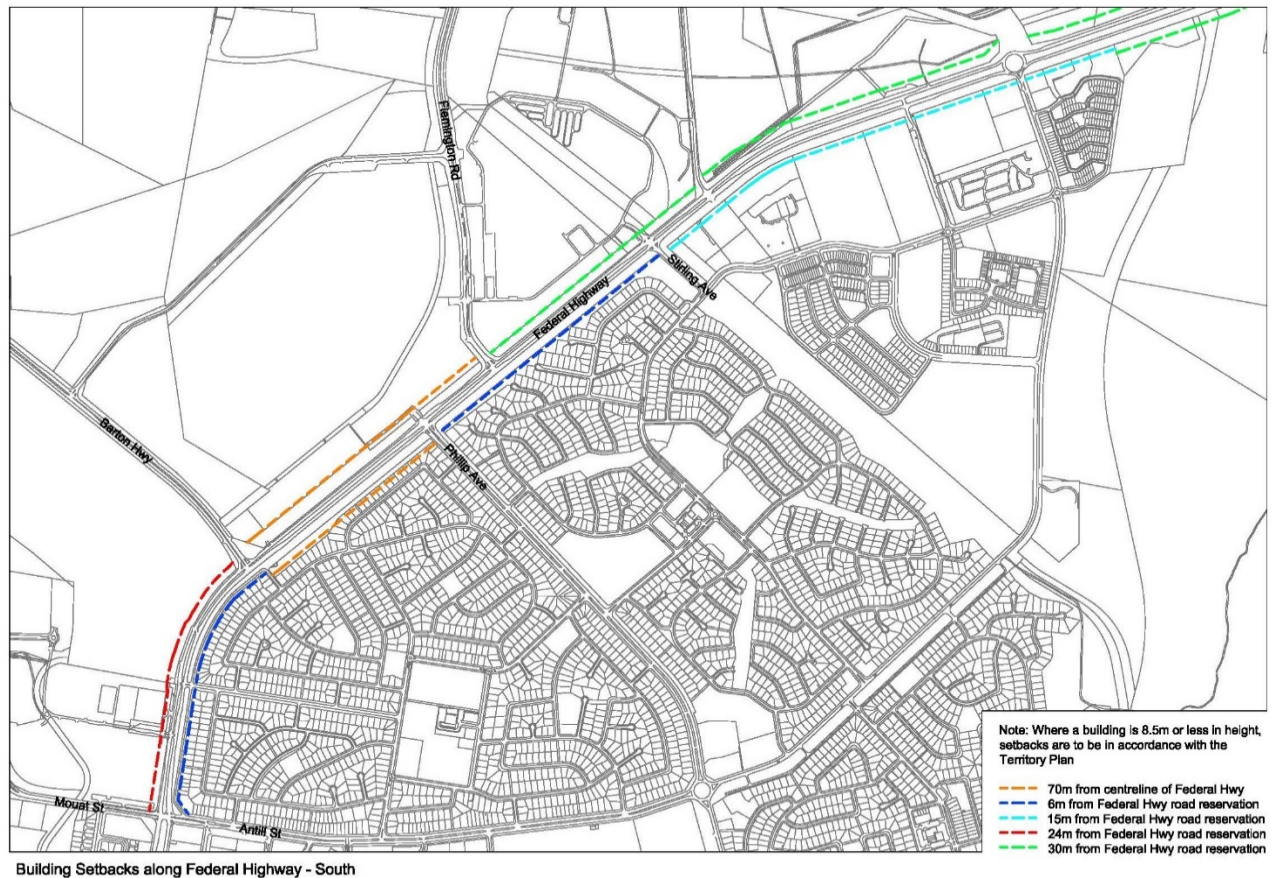 Flemington Rd
Stirling Ave
Federal Highway
Barton Hwy
Phillip Ave
Mouat St
Antill St
Note: Where a building is 8.5m or less in height,
setbacks are to be in accordance with the
Territory Plan
70m from centreline of Federal Hwy
6m from Federal Hwy road reservation
15m from Federal Hwy road reservation
24m from Federal Hwy road reservation
30m from Federal Hwy road reservation
Building Setbacks along Federal Highway - South